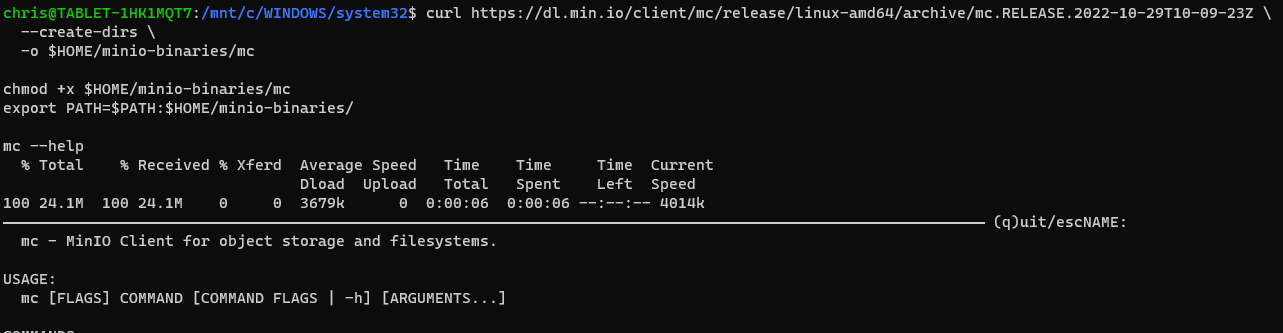 chris@TABLET-1HK1MQT7:/mnt/c/WINDOWS/system32$ curl https://dl.min.io/client/mc/release/linux-amd64/archive/mc.RELEASE.2022-10-29T10-09-23Z \
  --create-dirs \
  -o $HOME/minio-binaries/mc

chmod +x $HOME/minio-binaries/mc
export PATH=$PATH:$HOME/minio-binaries/

mc --help
  % Total    % Received % Xferd  Average Speed   Time    Time     Time  Current
                                 Dload  Upload   Total   Spent    Left  Speed
100 24.1M  100 24.1M    0     0  3679k      0  0:00:06  0:00:06 --:--:-- 4014k
(q)uit/escNAME:
  mc - MinIO Client for object storage and filesystems.

USAGE:
  mc [FLAGS] COMMAND [COMMAND FLAGS | -h] [ARGUMENTS...]